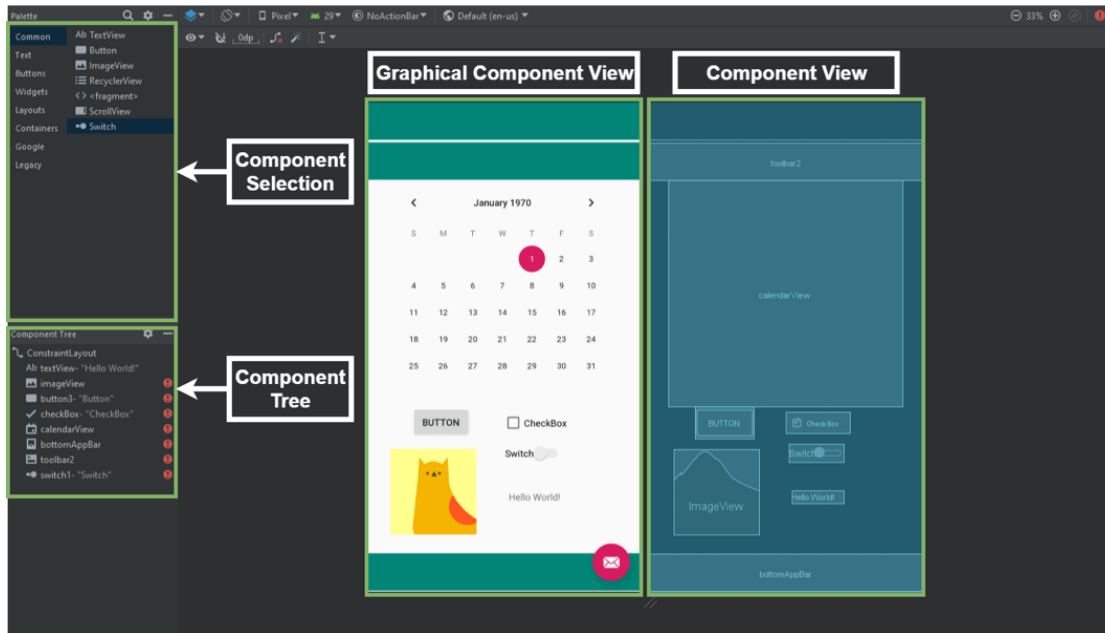 Palette
Pixel 29 NoActionBar Default (en-us) 33%
0dp
Common
Text
Buttons
Widgets
Layouts
Containers
Google
Legacy
Ab TextView
Button
ImageView
RecyclerView
<> <fragment>
ScrollView
Switch
Component
Selection
Component Tree
ConstraintLayout
Ab textView- "Hello World!"
imageView
button3- "Button"
checkBox- "CheckBox"
calendarView
bottomAppBar
toolbar2
switch1- "Switch"
Component
Tree
Graphical Component View
January 1970
S M T W T F S
1 2 3
4 5 6 7 8 9 10
11 12 13 14 15 16 17
18 19 20 21 22 23 24
25 26 27 28 29 30 31
BUTTON CheckBox
Switch
Hello World!
Component View
toolbar2
calendarView
BUTTON CheckBox
Switch
ImageView
Hello World!
bottomAppBar